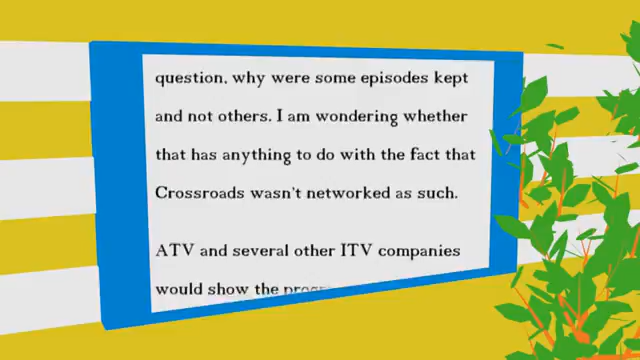 question, why were some episodes kept
and not others. I am wondering whether
that has anything to do with the fact that
Crossroads wasn't networked as such.
ATV and several other ITV companies
would show the